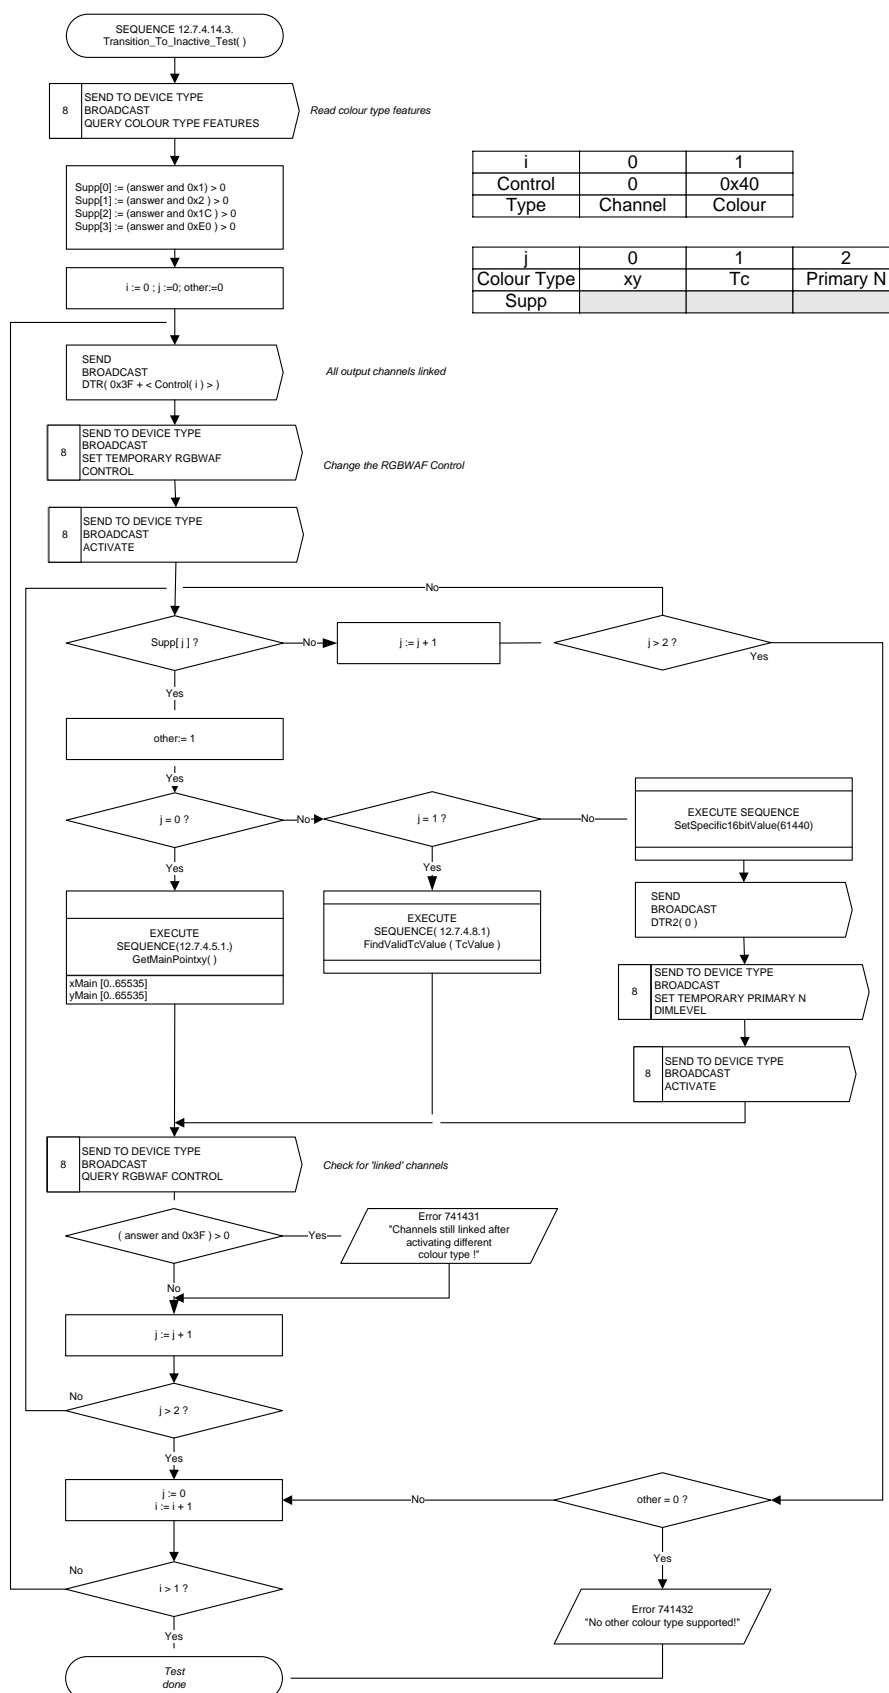 SEQUENCE 12.7.4.14.3.
Transition_To_Inactive_Test( )
8
SEND TO DEVICE TYPE
BROADCAST
QUERY COLOUR TYPE FEATURES
Read colour type features
Supp[0] := (answer and 0x1) > 0
Supp[1] := (answer and 0x2 ) > 0
Supp[2] := (answer and 0x1C ) > 0
Supp[3] := (answer and 0xE0 ) > 0
i 0 1
Control 0 0x40
Type Channel Colour
j 0 1 2
Colour Type xy Tc Primary N
Supp
i := 0 ; j :=0; other:=0
SEND
BROADCAST
DTR( 0x3F + < Control( i ) > )
All output channels linked
8
SEND TO DEVICE TYPE
BROADCAST
SET TEMPORARY RGBWAF
CONTROL
Change the RGBWAF Control
8
SEND TO DEVICE TYPE
BROADCAST
ACTIVATE
No
Supp[ j ] ?
No
j := j + 1
j > 2 ?
Yes
Yes
other:= 1
Yes
j = 0 ?
No
j = 1 ?
No
EXECUTE SEQUENCE
SetSpecific16bitValue(61440)
Yes
Yes
EXECUTE
SEQUENCE(12.7.4.5.1.)
GetMainPointxy( )
xMain [0..65535]
yMain [0..65535]
EXECUTE
SEQUENCE( 12.7.4.8.1)
FindValidTcValue ( TcValue )
SEND
BROADCAST
DTR2( 0 )
8
SEND TO DEVICE TYPE
BROADCAST
SET TEMPORARY PRIMARY N
DIMLEVEL
8
SEND TO DEVICE TYPE
BROADCAST
ACTIVATE
8
SEND TO DEVICE TYPE
BROADCAST
QUERY RGBWAF CONTROL
Check for 'linked' channels
( answer and 0x3F ) > 0
Yes
Error 741431
"Channels still linked after
activating different
colour type !"
No
j := j + 1
No
j > 2 ?
Yes
j := 0
i := i + 1
No
other = 0 ?
Yes
No
i > 1 ?
Yes
Error 741432
"No other colour type supported!"
Test
done